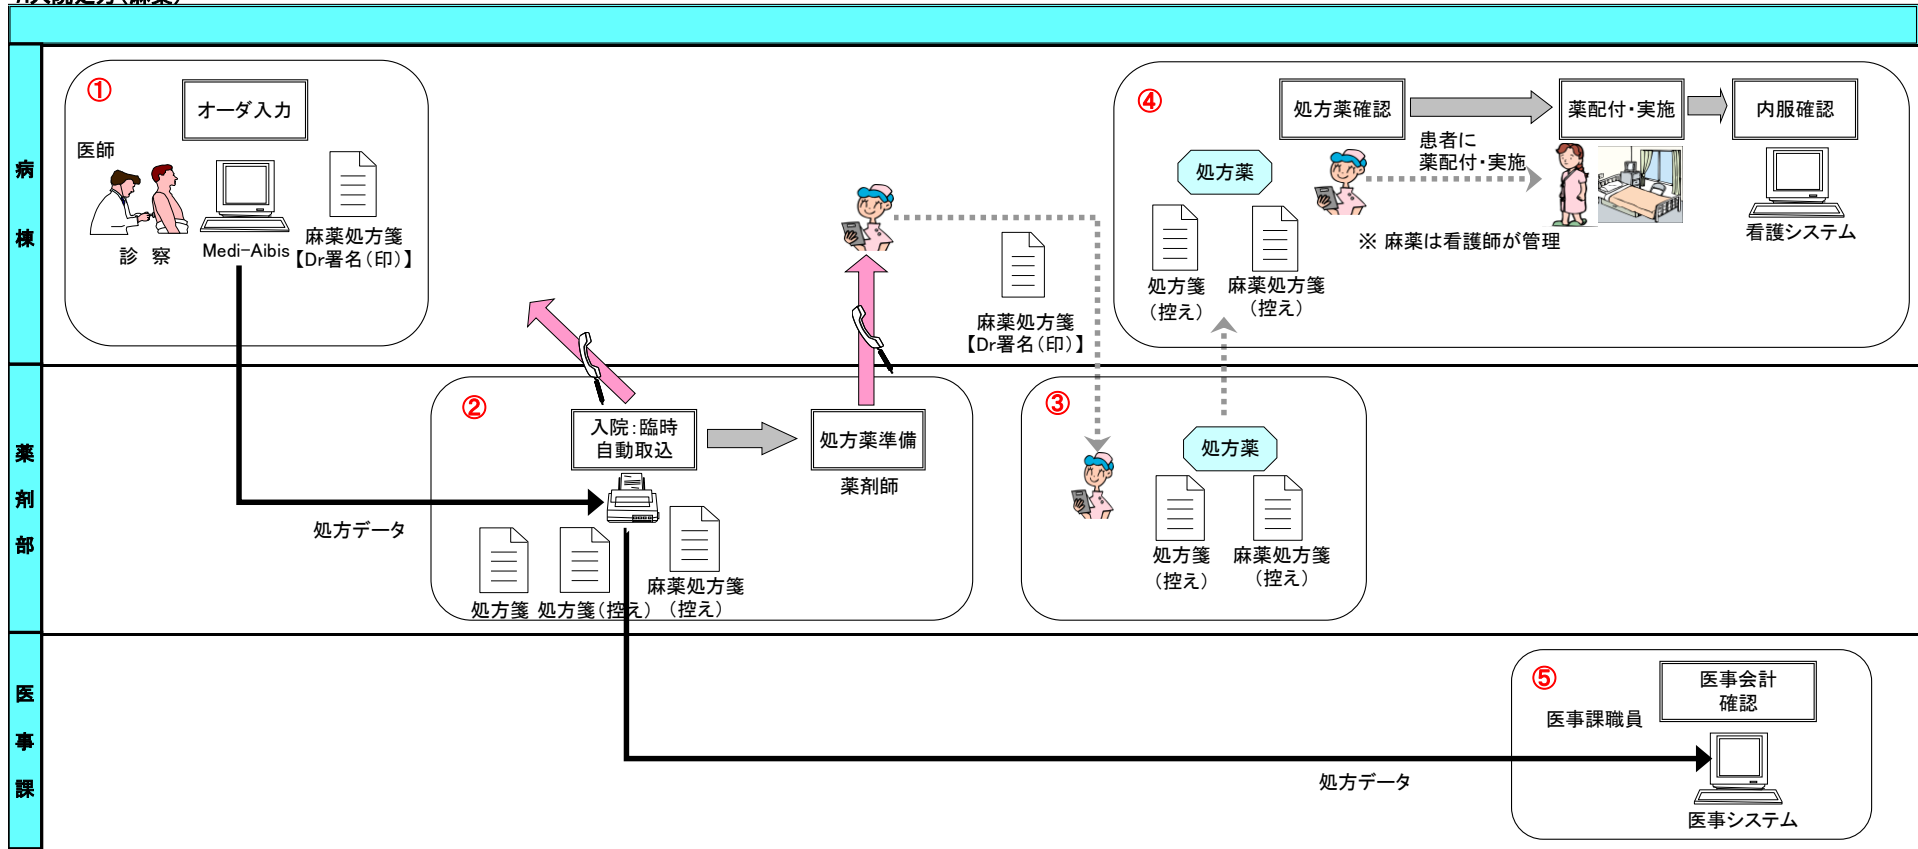 病棟
①
オーダ入力
医師
診 察
Medi-Aibis
麻薬処方箋
【Dr署名(印)】
麻薬処方箋
【Dr署名(印)】
④
処方薬確認
薬配付・実施
内服確認
処方薬
患者に
薬配付・実施
※ 麻薬は看護師が管理
看護システム
処方箋
(控え)
麻薬処方箋
(控え)
薬剤部
②
入院:臨時
自動取込
処方薬準備
薬剤師
処方データ
処方箋
処方箋(控え)
麻薬処方箋
(控え)
③
処方薬
処方箋
(控え)
麻薬処方箋
(控え)
医事課
⑤
医事会計
確認
医事課職員
処方データ
医事システム